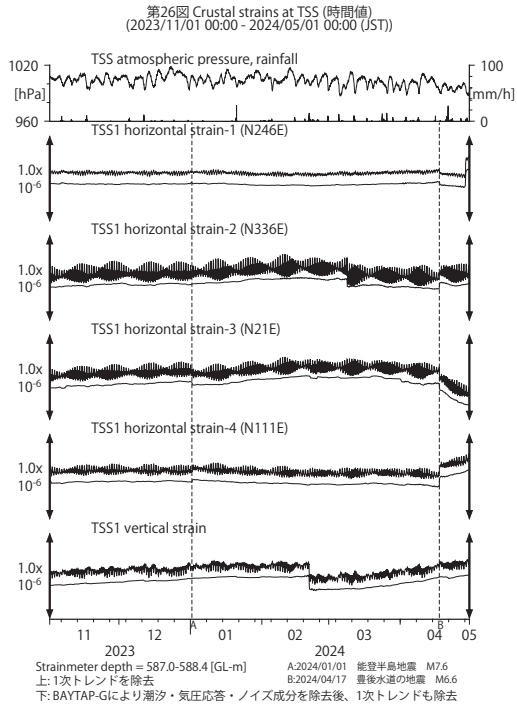 第26図 Crustal strains at TSS (時間値)
(2023/11/01 00:00 - 2024/05/01 00:00 (JST))
TSS atmospheric pressure, rainfall
1020
100
[hPa]
mm/h
960
0
TSS1 horizontal strain-1 (N246E)
1.0x
10-6
TSS1 horizontal strain-2 (N336E)
1.0x
10-6
TSS1 horizontal strain-3 (N21E)
1.0x
10-6
TSS1 horizontal strain-4 (N111E)
1.0x
10-6
TSS1 vertical strain
1.0x
10-6
A
B
11 12 01 02 03 04 05
2023 2024
Strainmeter depth = 587.0-588.4 [GL-m]
A:2024/01/01 能登半島地震 M7.6
上: 1次トレンドを除去
B:2024/04/17 豊後水道の地震 M6.6
下: BAYTAP-Gにより潮汐・気圧応答・ノイズ成分を除去後、1次トレンドも除去